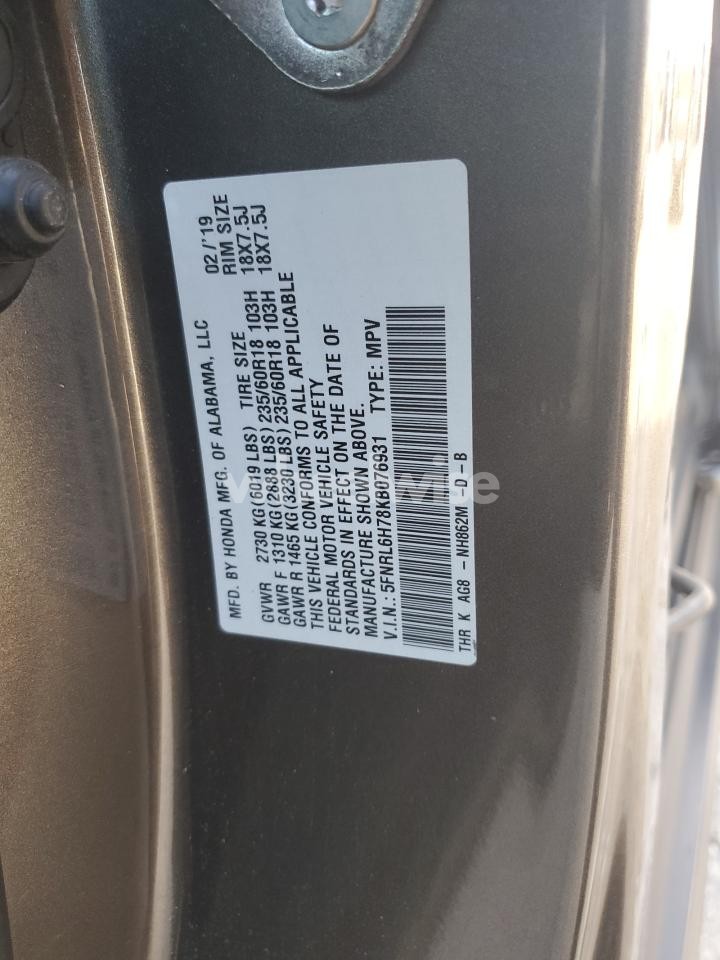 MFD. BY HONDA MFG. OF ALABAMA, LLC 02/'19
GVWR 2730 KG (6019 LBS) TIRE SIZE RIM SIZE
GAWR F 1310 KG (2888 LBS) 235/60R18 103H 18X7.5J
GAWR R 1465 KG (3230 LBS) 235/60R18 103H 18X7.5J
THIS VEHICLE CONFORMS TO ALL APPLICABLE
FEDERAL MOTOR VEHICLE SAFETY
STANDARDS IN EFFECT ON THE DATE OF
MANUFACTURE SHOWN ABOVE.
V.I.N.: 5FNRL6H78KB076931 TYPE: MPV
THR K AG8 - NH862M - D - B